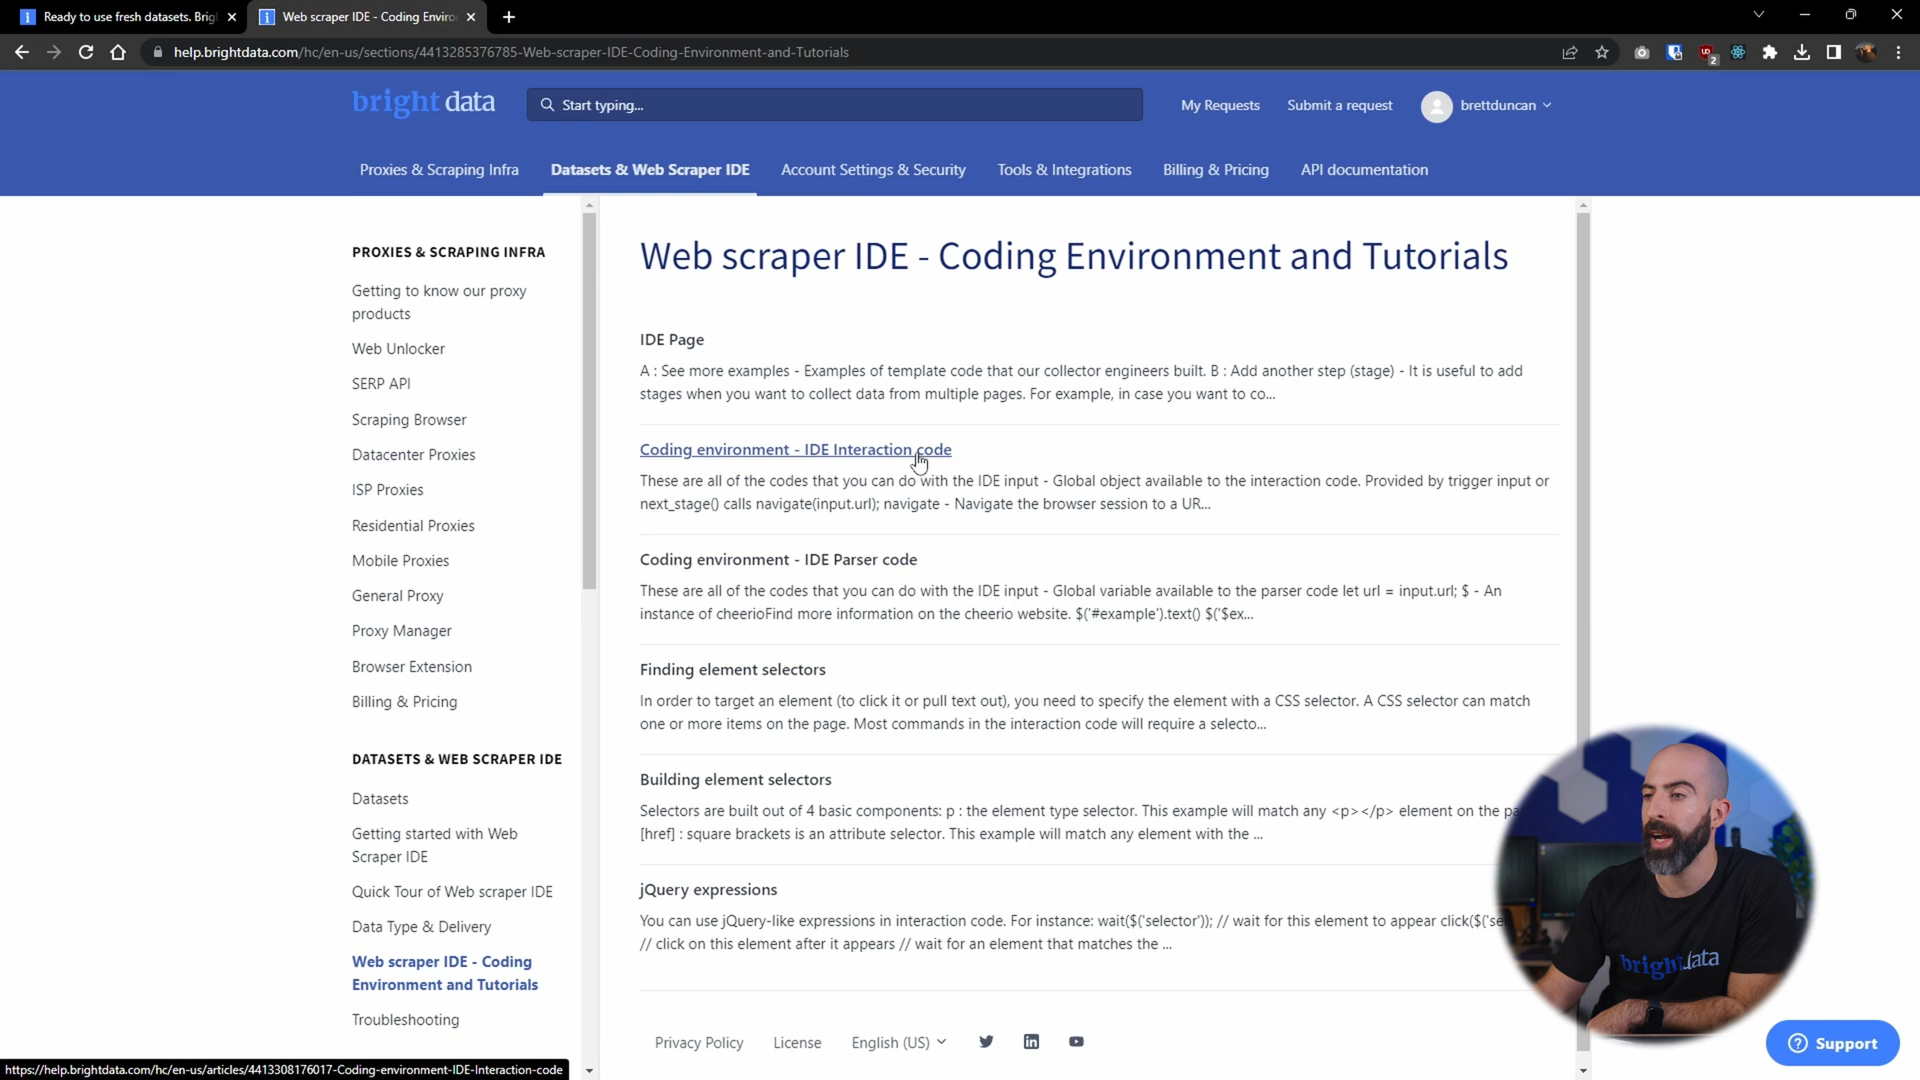 Ready to use fresh datasets. Brig
Web scraper IDE - Coding Enviro
help.brightdata.com/hc/en-us/sections/4413285376785-Web-scraper-IDE-Coding-Environment-and-Tutorials
2
bright data
Start typing...
My Requests
Submit a request
brettduncan
Proxies & Scraping Infra
Datasets & Web Scraper IDE
Account Settings & Security
Tools & Integrations
Billing & Pricing
API documentation
PROXIES & SCRAPING INFRA
Getting to know our proxy
products
Web Unlocker
SERP API
Scraping Browser
Datacenter Proxies
ISP Proxies
Residential Proxies
Mobile Proxies
General Proxy
Proxy Manager
Browser Extension
Billing & Pricing
DATASETS & WEB SCRAPER IDE
Datasets
Getting started with Web
Scraper IDE
Quick Tour of Web scraper IDE
Data Type & Delivery
Web scraper IDE - Coding
Environment and Tutorials
Troubleshooting
Web scraper IDE - Coding Environment and Tutorials
IDE Page
A : See more examples - Examples of template code that our collector engineers built. B : Add another step (stage) - It is useful to add
stages when you want to collect data from multiple pages. For example, in case you want to co...
Coding environment - IDE Interaction code
These are all of the codes that you can do with the IDE input - Global object available to the interaction code. Provided by trigger input or
next_stage() calls navigate(input.url); navigate - Navigate the browser session to a UR...
Coding environment - IDE Parser code
These are all of the codes that you can do with the IDE input - Global variable available to the parser code let url = input.url; $ - An
instance of cheerioFind more information on the cheerio website. $('#example').text() $('$ex...
Finding element selectors
In order to target an element (to click it or pull text out), you need to specify the element with a CSS selector. A CSS selector can match
one or more items on the page. Most commands in the interaction code will require a selecto...
Building element selectors
Selectors are built out of 4 basic components: p : the element type selector. This example will match any <p></p> element on the pa
[href] : square brackets is an attribute selector. This example will match any element with the ...
jQuery expressions
You can use jQuery-like expressions in interaction code. For instance: wait($('selector')); // wait for this element to appear click($('se
// click on this element after it appears // wait for an element that matches the ...
Privacy Policy
License
English (US)
bright data
Support
https://help.brightdata.com/hc/en-us/articles/4413308176017-Coding-environment-IDE-Interaction-code